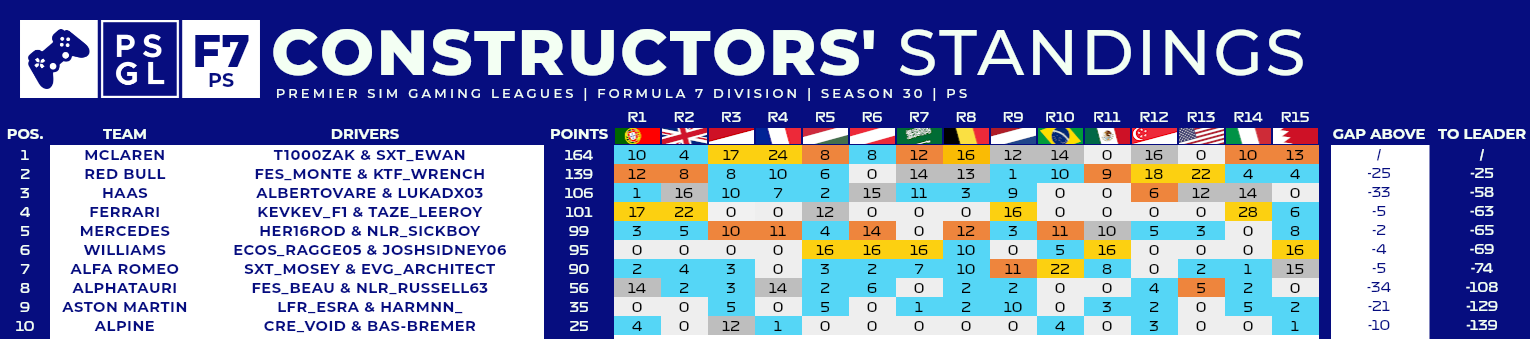 PS GL F7 PS CONSTRUCTORS' STANDINGS
PREMIER SIM GAMING LEAGUES | FORMULA 7 DIVISION | SEASON 30 | PS
R1 R2 R3 R4 R5 R6 R7 R8 R9 R10 R11 R12 R13 R14 R15
POS. TEAM DRIVERS POINTS GAP ABOVE TO LEADER
1 MCLAREN T1000ZAK & SXT_EWAN 164 10 4 17 24 8 8 12 16 12 14 0 16 0 10 13 / /
2 RED BULL FES_MONTE & KTF_WRENCH 139 12 8 8 10 6 0 14 13 1 10 9 18 22 4 4 -25 -25
3 HAAS ALBERTOVARE & LUKADX03 106 1 16 10 7 2 15 11 3 9 0 0 6 12 14 0 -33 -58
4 FERRARI KEVKEV_F1 & TAZE_LEEROY 101 17 22 0 0 12 0 0 0 16 0 0 0 0 28 6 -5 -63
5 MERCEDES HER16ROD & NLR_SICKBOY 99 3 5 10 11 4 14 0 12 3 11 10 5 3 0 8 -2 -65
6 WILLIAMS ECOS_RAGGE05 & JOSHSIDNEY06 95 0 0 0 0 16 16 16 10 0 5 16 0 0 0 16 -4 -69
7 ALFA ROMEO SXT_MOSEY & EVG_ARCHITECT 90 2 4 3 0 3 2 7 10 11 22 8 0 2 1 15 -5 -74
8 ALPHATAURI FES_BEAU & NLR_RUSSELL63 56 14 2 3 14 2 6 0 2 2 0 0 4 5 2 0 -34 -108
9 ASTON MARTIN LFR_ESRA & HARMNN_ 35 0 0 5 0 5 0 1 2 10 0 3 2 0 5 2 -21 -129
10 ALPINE CRE_VOID & BAS-BREMER 25 4 0 12 1 0 0 0 0 0 4 0 3 0 0 1 -10 -139